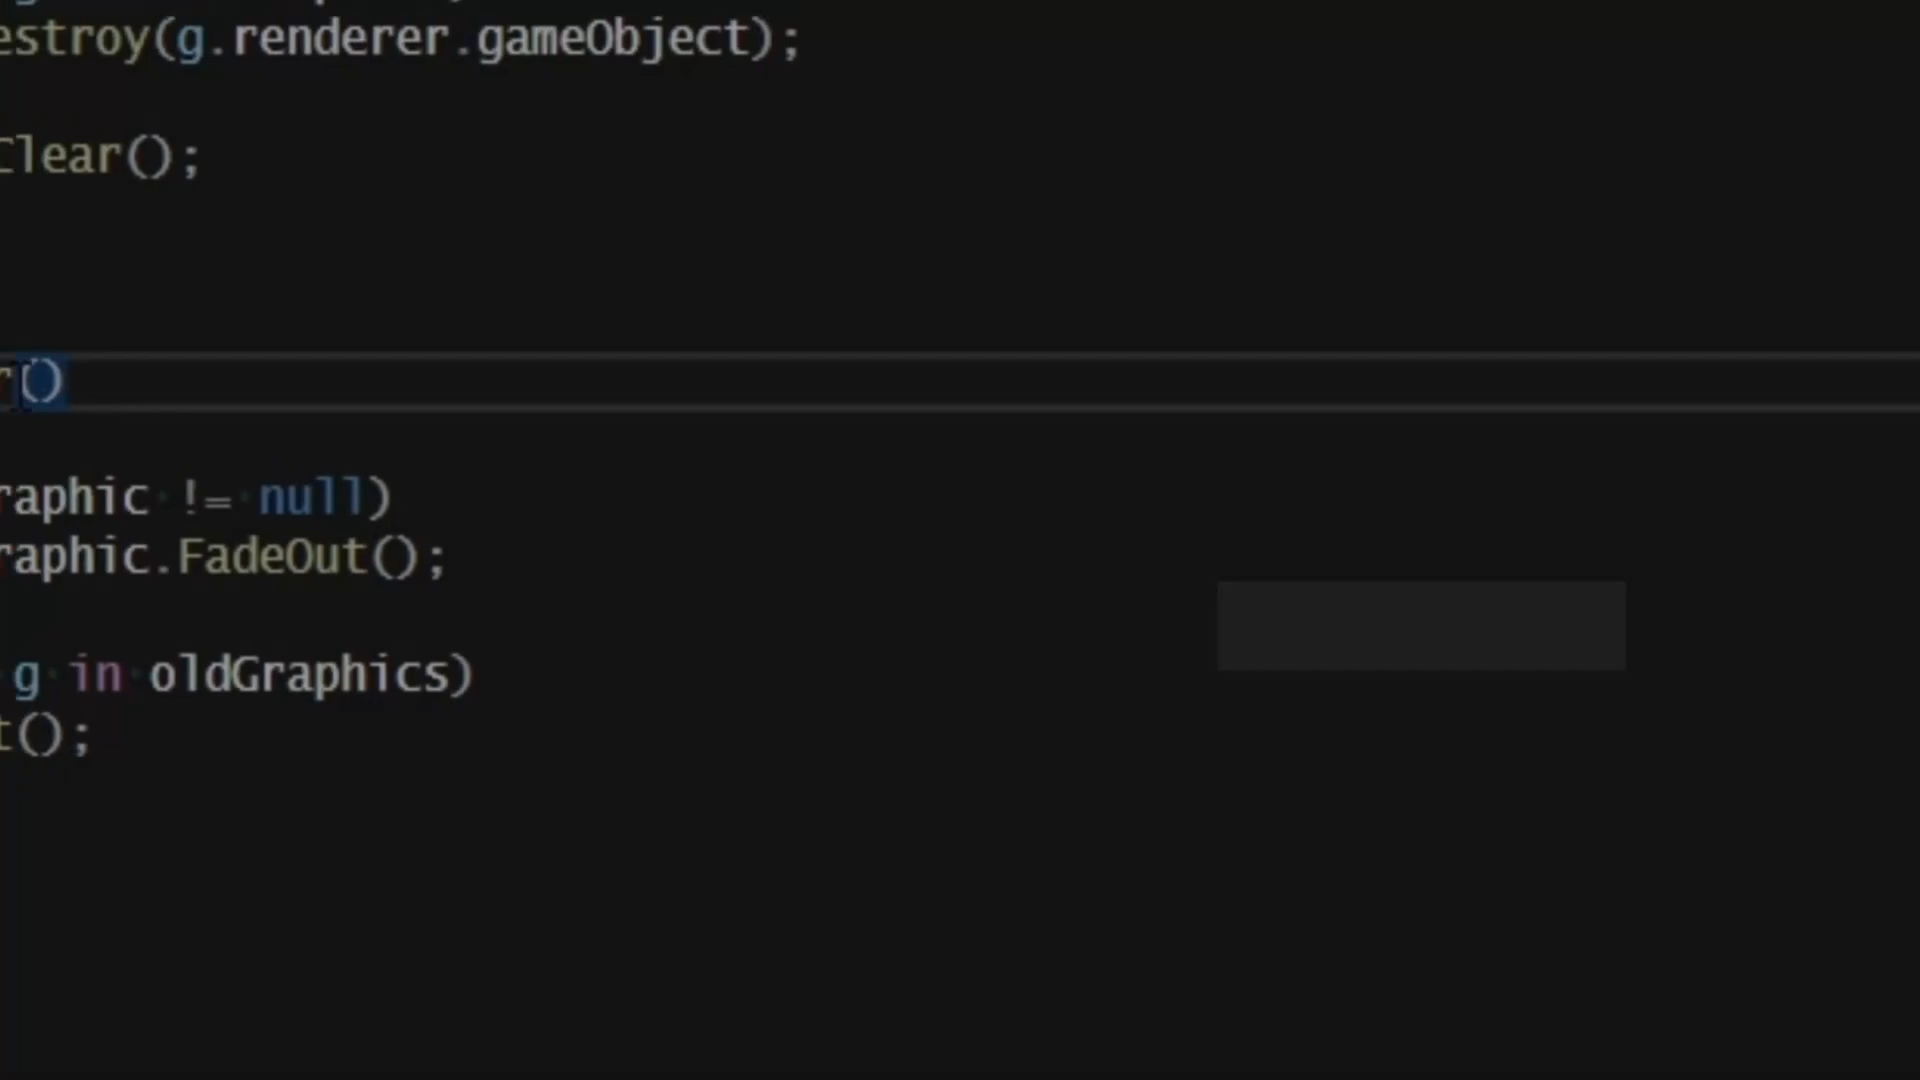 estroy(g.renderer.gameObject);
Clear();
r()
raphic != null)
raphic.FadeOut();
g in oldGraphics)
t();